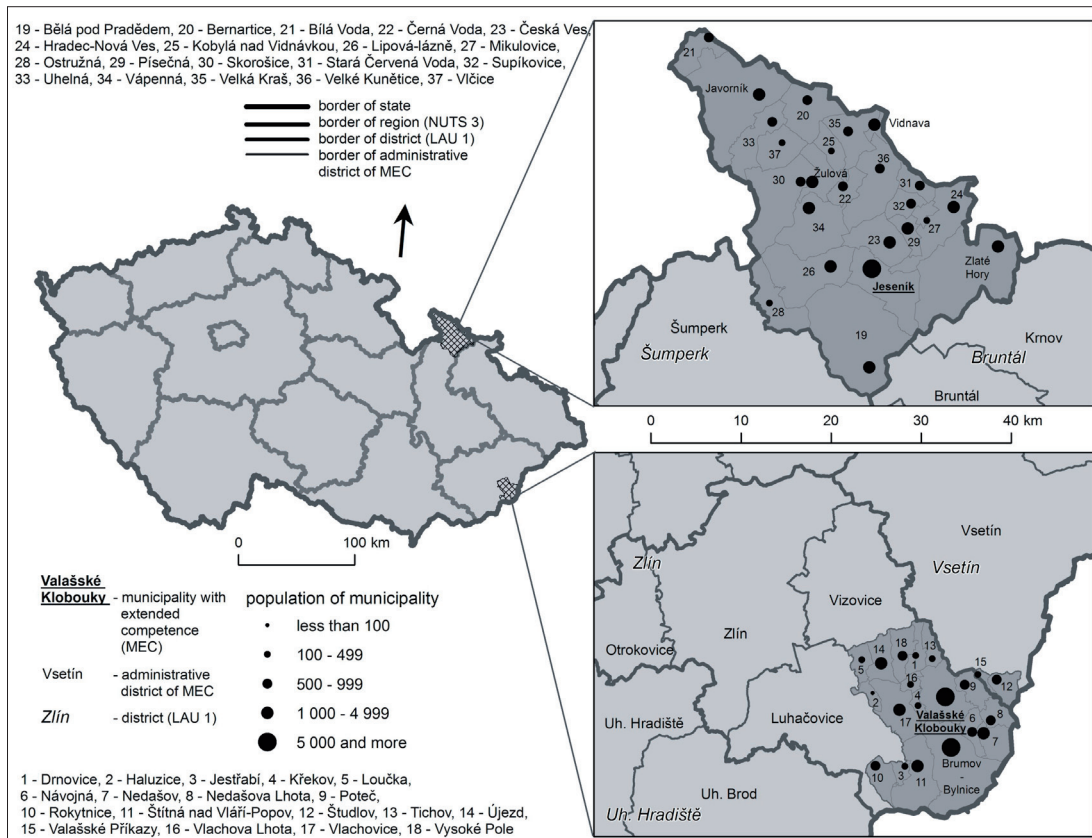 19 - Bělá pod Pradědem, 20 - Bernartice, 21 - Bílá Voda, 22 - Černá Voda, 23 - Česká Ves,
24 - Hradec-Nová Ves, 25 - Kobylá nad Vidnávkou, 26 - Lipová-lázně, 27 - Mikulovice,
28 - Ostružná, 29 - Písečná, 30 - Skorošice, 31 - Stará Červená Voda, 32 - Supíkovice,
33 - Uhelná, 34 - Vápenná, 35 - Velká Kraš, 36 - Velké Kunětice, 37 - Vlčice
border of state
border of region (NUTS 3)
border of district (LAU 1)
border of administrative
district of MEC
0 100 km
Valašské
Klobouky - municipality with
extended
competence
(MEC)
Vsetín - administrative
district of MEC
Zlín - district (LAU 1)
population of municipality
less than 100
100 - 499
500 - 999
1 000 - 4 999
5 000 and more
1 - Drnovice, 2 - Haluzice, 3 - Jestřabí, 4 - Křekov, 5 - Loučka,
6 - Návojná, 7 - Nedašov, 8 - Nedašova Lhota, 9 - Poteč,
10 - Rokytnice, 11 - Štítná nad Vláří-Popov, 12 - Študlov, 13 - Tichov, 14 - Újezd,
15 - Valašské Příkazy, 16 - Vlachova Lhota, 17 - Vlachovice, 18 - Vysoké Pole
21
Javorník
20
35
Vidnava
33
37
25
36
30
Žulová
22
31
24
32
34
27
23
29
26
Zlaté
Hory
Jeseník
28
19
Šumperk
Šumperk
Krnov
Bruntál
Bruntál
0 10 20 30 40 km
Vsetín
Zlín
Vsetín
Vizovice
Zlín
Otrokovice
18
13
14
1
5
15
16
9
12
2
4
Valašské
Klobouky
17
6
8
7
Uh. Hradiště
Luhačovice
10
3
11
Brumov
-
Bylnice
Uh. Brod
Uh. Hradiště